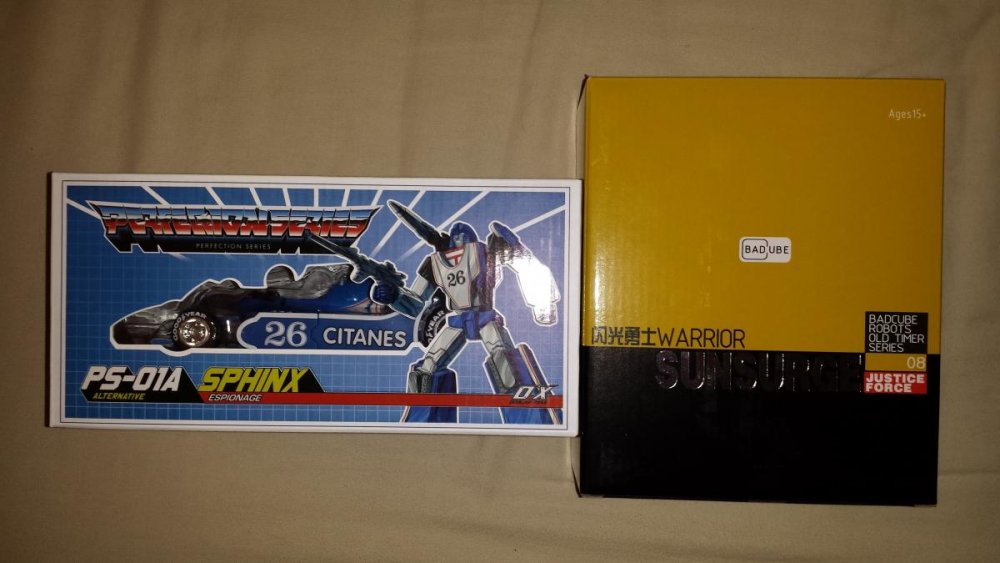 PERFECTION SERIES
PERFECTION SERIES
26
GOODYEAR
26 CITANES
PS-01A
ALTERNATIVE
SPHINX
ESPIONAGE
Ages15+
BADCUBE
闪光勇士WARRIOR
SUNSURGE
BADCUBE
ROBOTS
OLD TIMER
SERIES
08
JUSTICE
FORCE